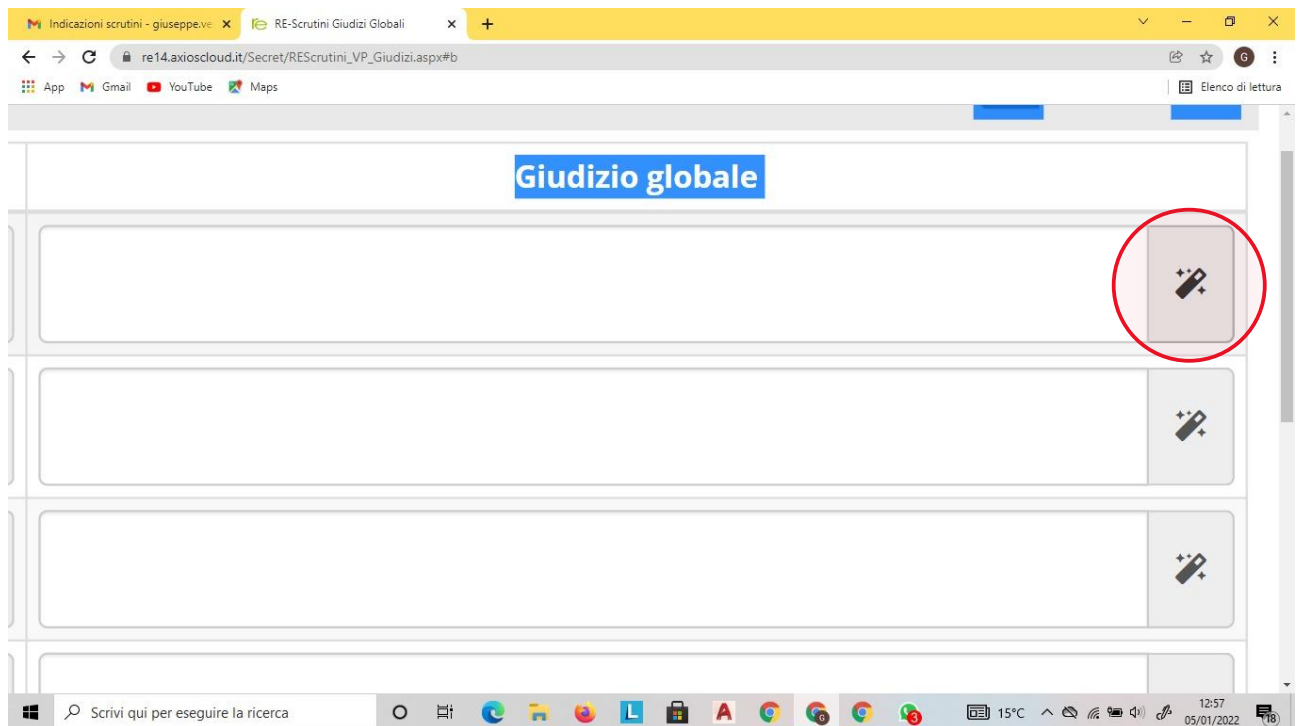 Indicazioni scrutini - giuseppe.ve
RE-Scrutini Giudizi Globali
re14.axioscloud.it/Secret/REScrutini_VP_Giudizi.aspx#b
G
App Gmail YouTube Maps
Elenco di lettura
Giudizio globale
Scrivi qui per eseguire la ricerca
L
A
G
3
15°C
12:57
05/01/2022
18